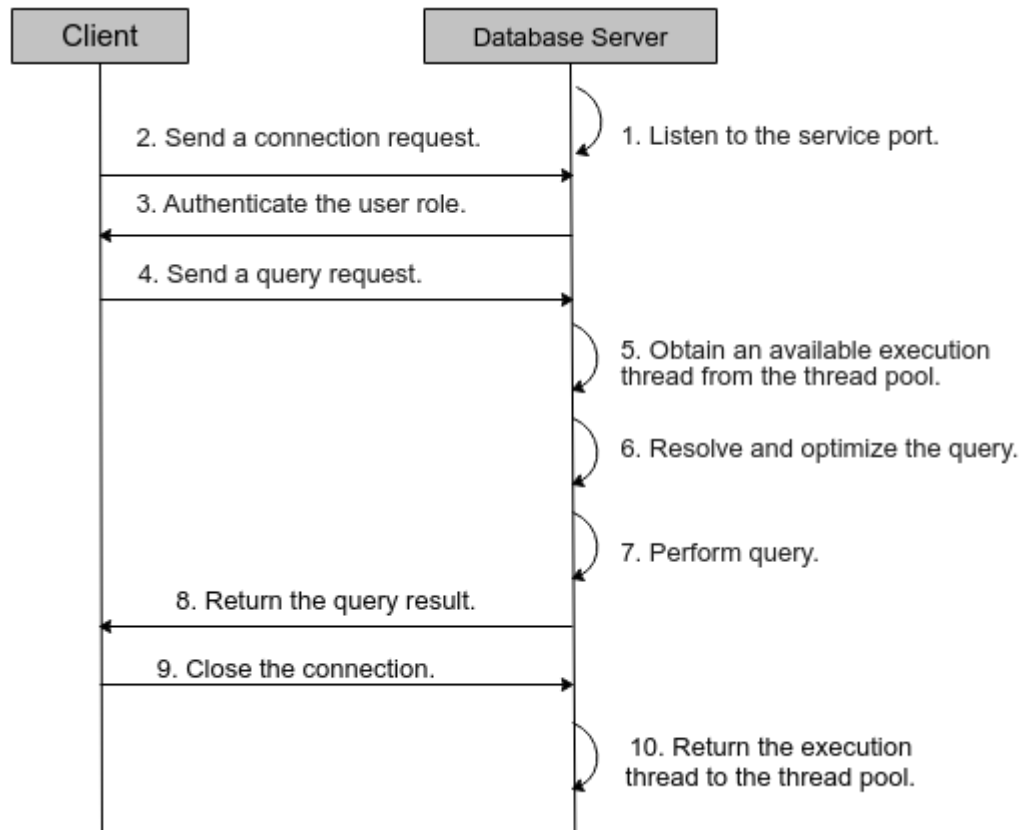 Client
Database Server
1. Listen to the service port.
2. Send a connection request.
3. Authenticate the user role.
4. Send a query request.
5. Obtain an available execution
thread from the thread pool.
6. Resolve and optimize the query.
7. Perform query.
8. Return the query result.
9. Close the connection.
10. Return the execution
thread to the thread pool.